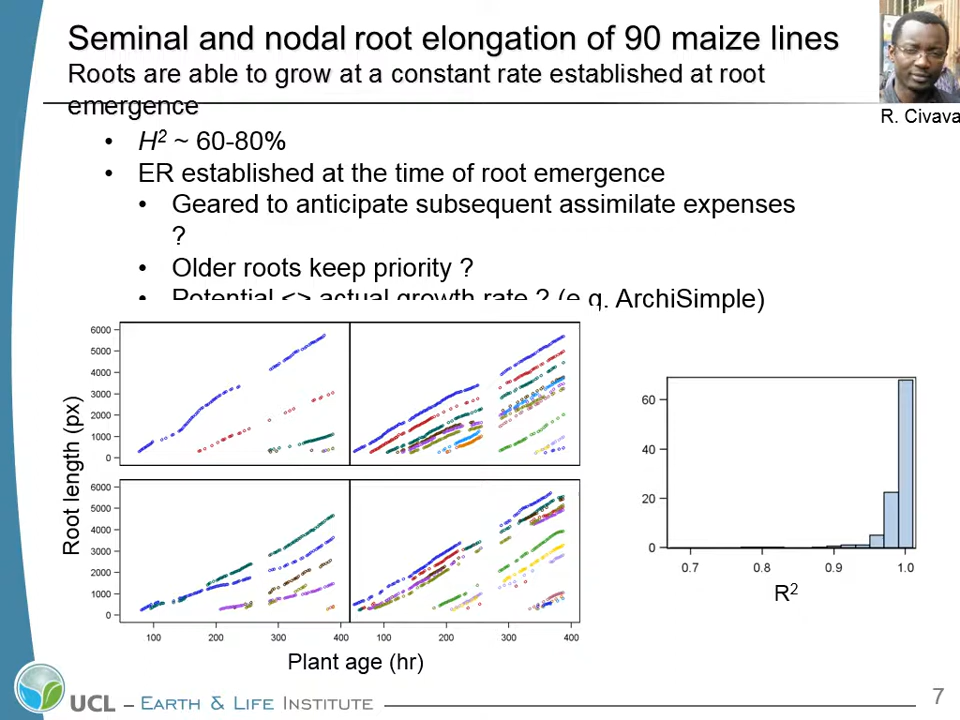 Seminal and nodal root elongation of 90 maize lines
Roots are able to grow at a constant rate established at root
emergence
R. Civava
• H² ~ 60-80%
• ER established at the time of root emergence
• Geared to anticipate subsequent assimilate expenses
?
• Older roots keep priority ?
• Potential <> actual growth rate ? (e.g. ArchiSimple)
Root length (px)
6000
5000
4000
3000
2000
1000
0
6000
5000
4000
3000
2000
1000
0
100 200 300 400 100 200 300 400
Plant age (hr)
60
40
20
0
0.7 0.8 0.9 1.0
R²
UCL – EARTH & LIFE INSTITUTE
7